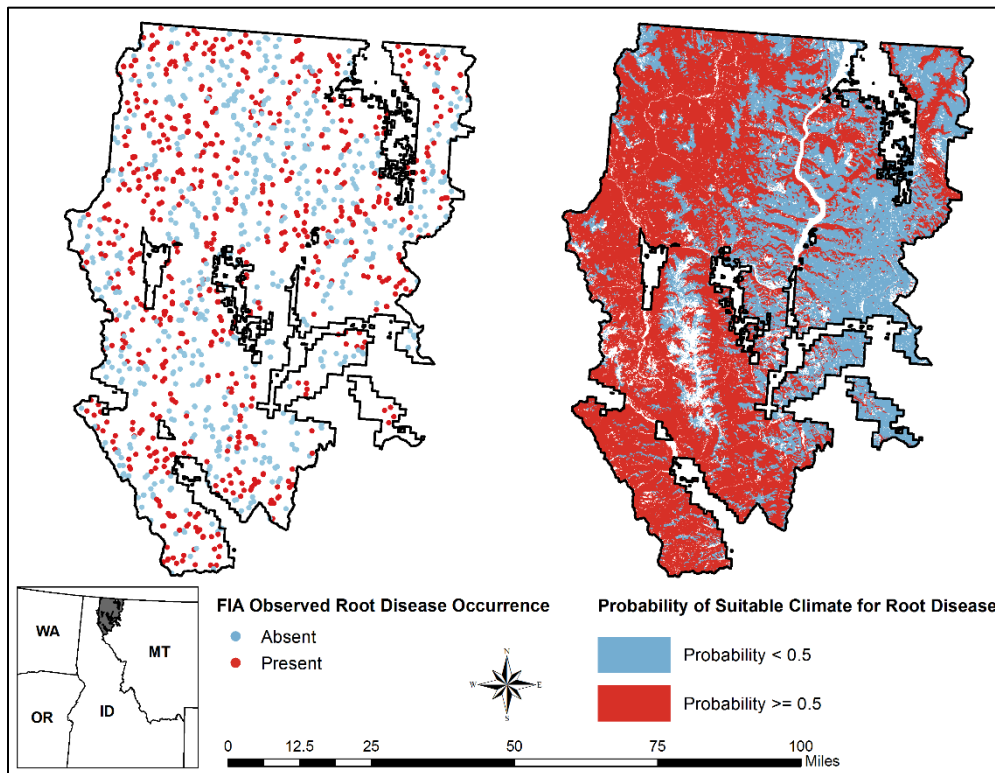 WA
MT
OR
ID
FIA Observed Root Disease Occurrence
Absent
Present
N
W
E
S
Probability of Suitable Climate for Root Disease
Probability < 0.5
Probability >= 0.5
0 12.5 25 50 75 100
Miles